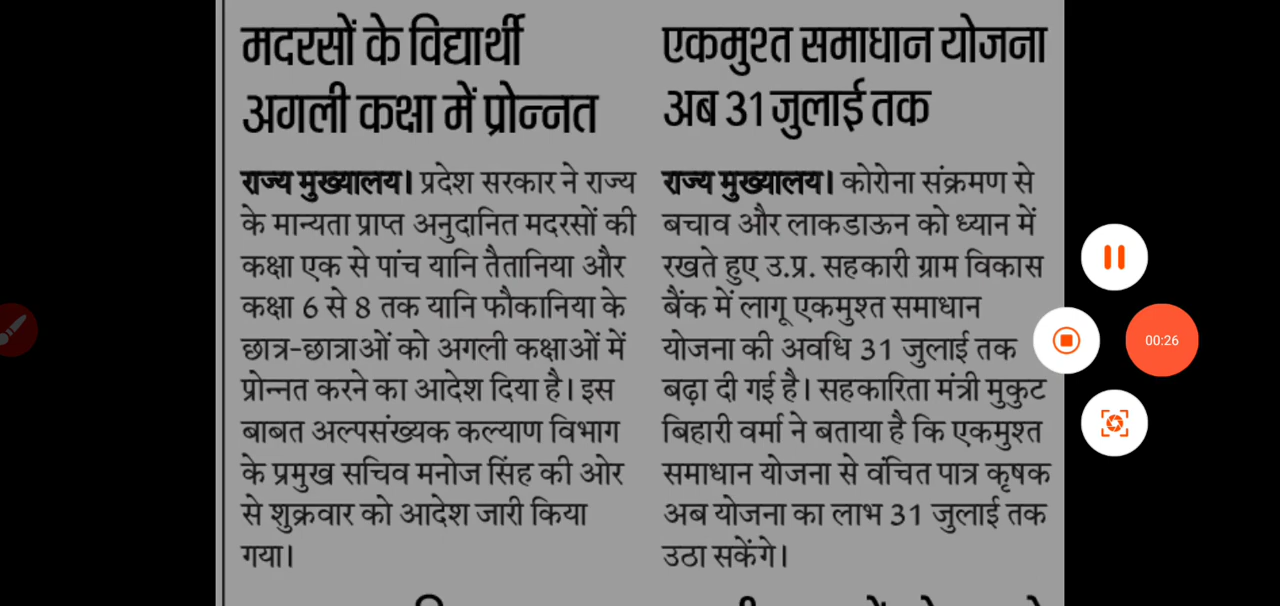 मदरसों के विद्यार्थी
अगली कक्षा में प्रोन्नत
राज्य मुख्यालय। प्रदेश सरकार ने राज्य
के मान्यता प्राप्त अनुदानित मदरसों की
कक्षा एक से पांच यानि तैतानिया और
कक्षा 6 से 8 तक यानि फौकानिया के
छात्र-छात्राओं को अगली कक्षाओं में
प्रोन्नत करने का आदेश दिया है। इस
बाबत अल्पसंख्यक कल्याण विभाग
के प्रमुख सचिव मनोज सिंह की ओर
से शुक्रवार को आदेश जारी किया
गया।
एकमुश्त समाधान योजना
अब 31 जुलाई तक
राज्य मुख्यालय। कोरोना संक्रमण से
बचाव और लाकडाऊन को ध्यान में
रखते हुए उ.प्र. सहकारी ग्राम विकास
बैंक में लागू एकमुश्त समाधान
योजना की अवधि 31 जुलाई तक
बढ़ा दी गई है। सहकारिता मंत्री मुकुट
बिहारी वर्मा ने बताया है कि एकमुश्त
समाधान योजना से वंचित पात्र कृषक
अब योजना का लाभ 31 जुलाई तक
उठा सकेंगे।
00:26